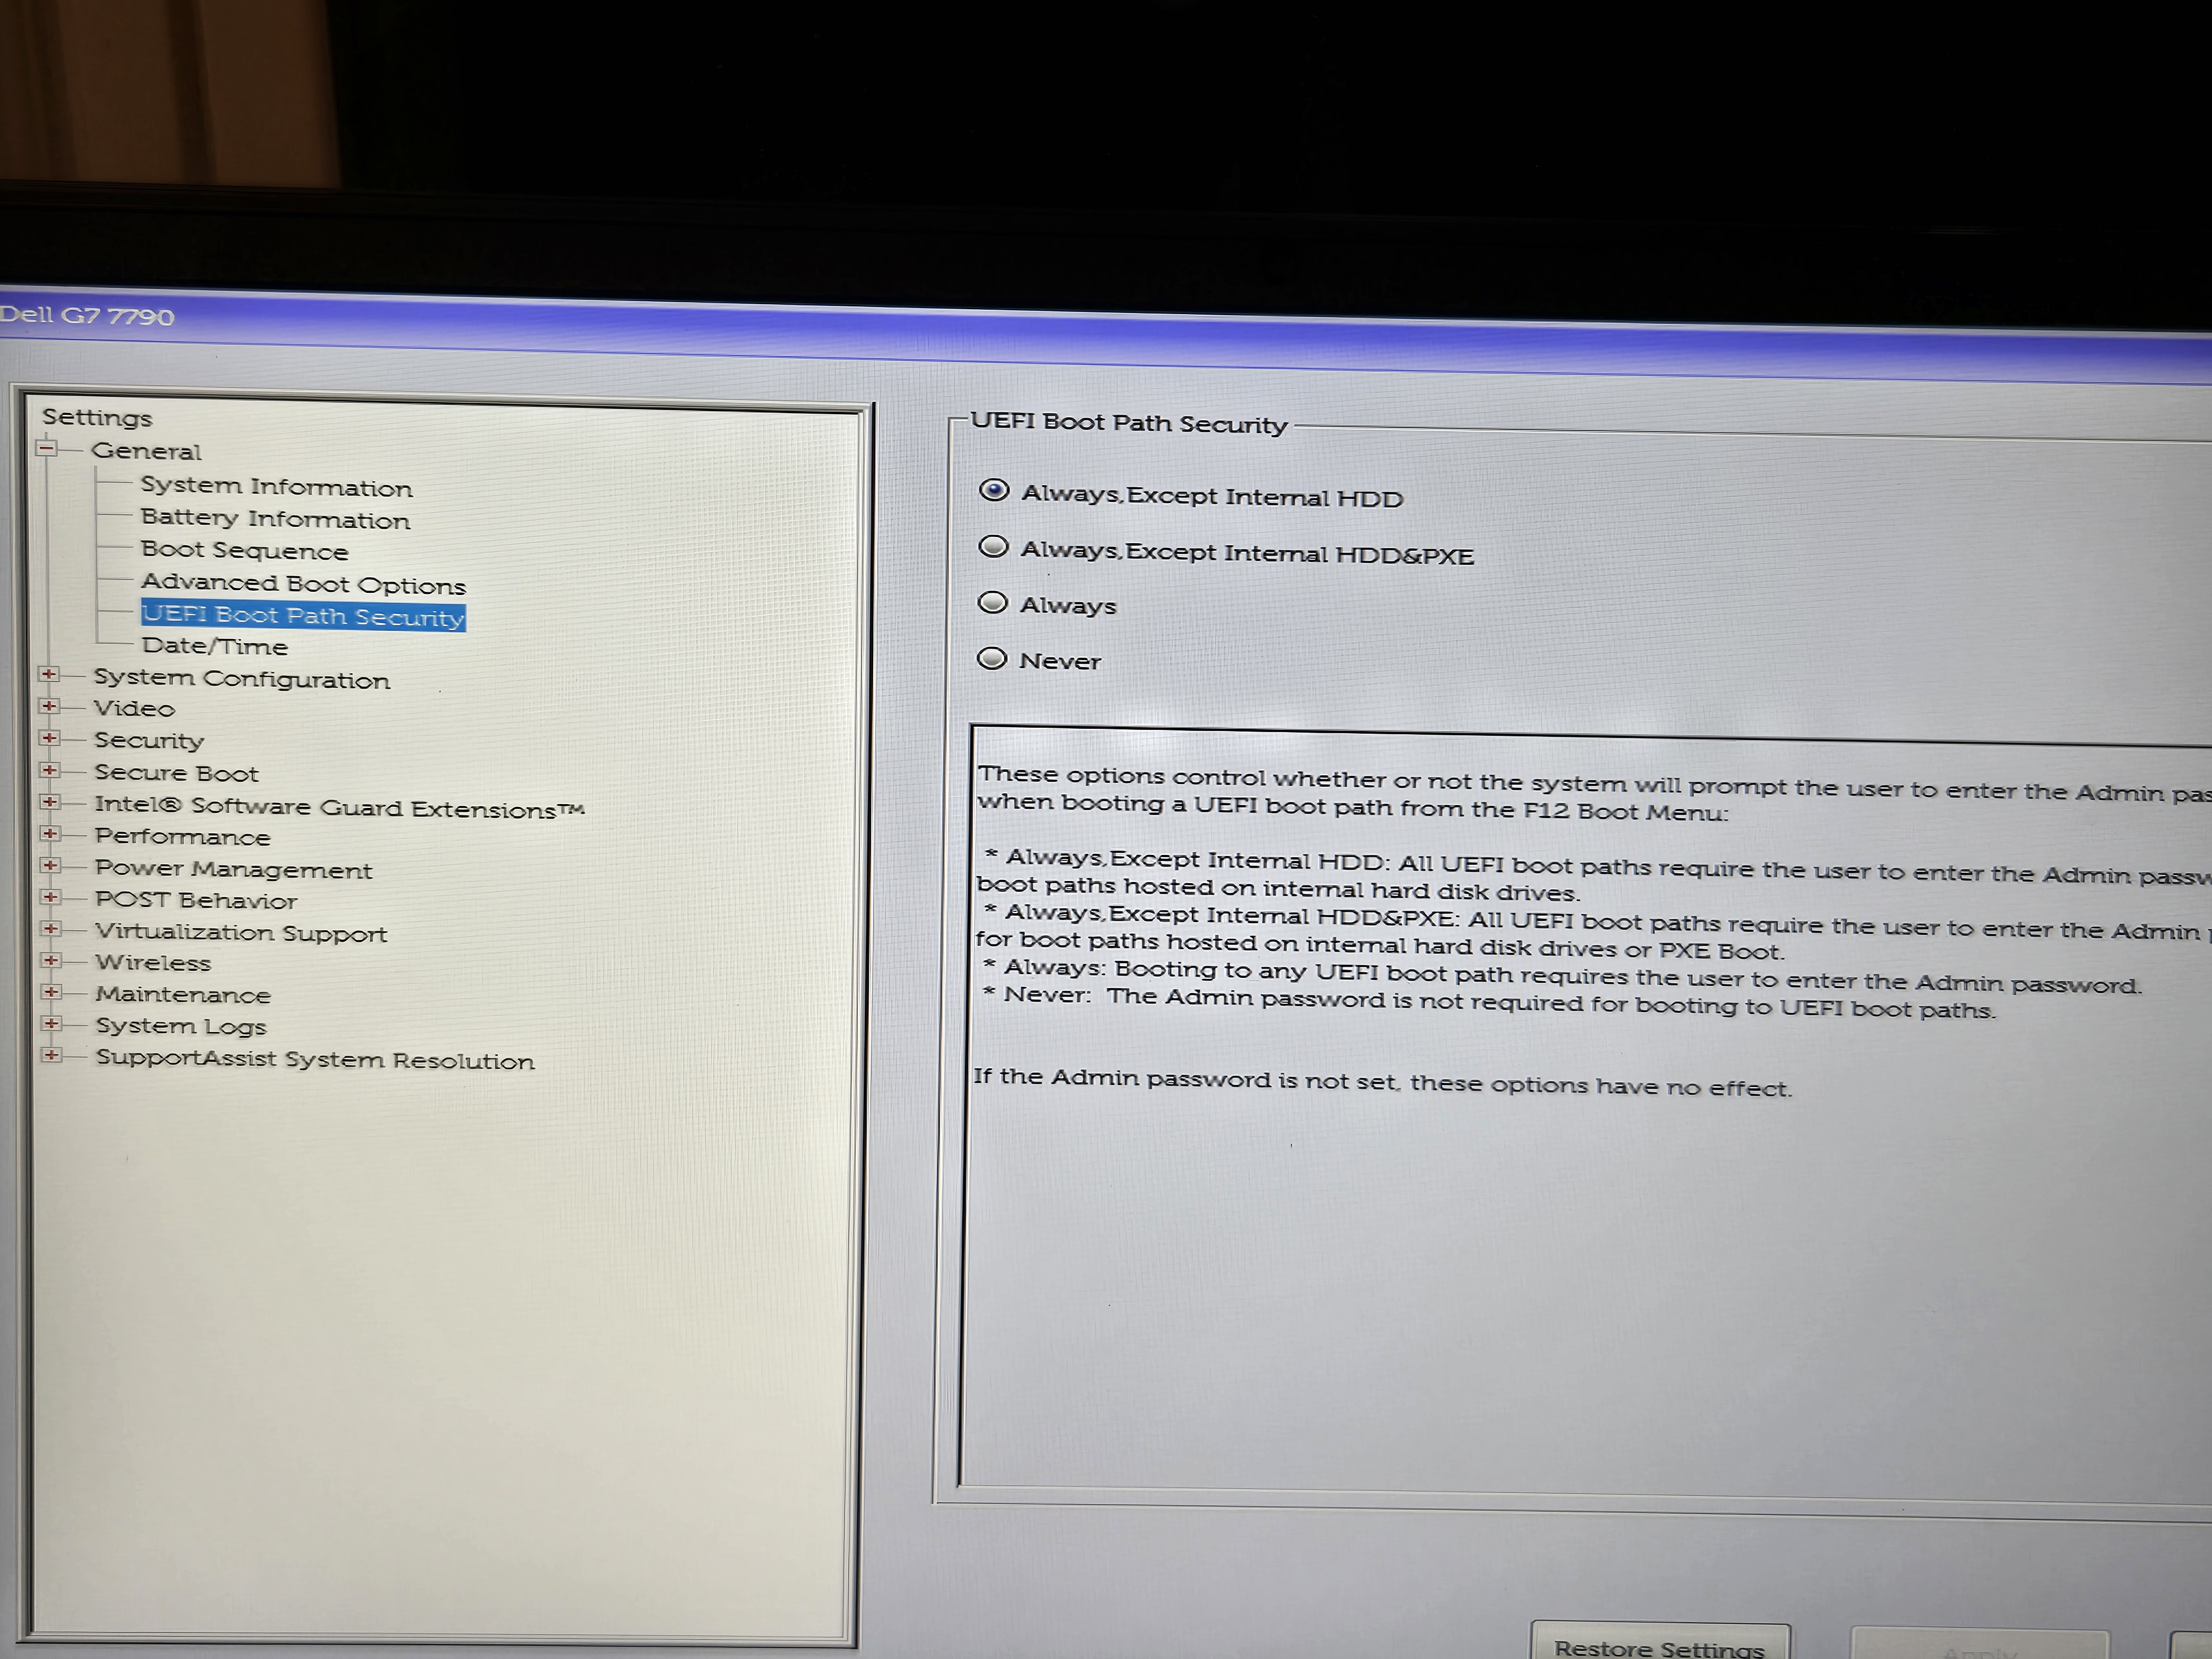 Dell G7 7790
Settings
General
System Information
Battery Information
Boot Sequence
Advanced Boot Options
UEFI Boot Path Security
Date/Time
System Configuration
Video
Security
Secure Boot
Intel® Software Guard Extensions™
Performance
Power Management
POST Behavior
Virtualization Support
Wireless
Maintenance
System Logs
SupportAssist System Resolution
UEFI Boot Path Security
Always,Except Internal HDD
Always,Except Internal HDD&PXE
Always
Never
These options control whether or not the system will prompt the user to enter the Admin pas
when booting a UEFI boot path from the F12 Boot Menu:
* Always,Except Internal HDD: All UEFI boot paths require the user to enter the Admin passw
boot paths hosted on internal hard disk drives.
* Always,Except Internal HDD&PXE: All UEFI boot paths require the user to enter the Admin
for boot paths hosted on internal hard disk drives or PXE Boot.
* Always: Booting to any UEFI boot path requires the user to enter the Admin password.
* Never: The Admin password is not required for booting to UEFI boot paths.
If the Admin password is not set, these options have no effect.
Restore Settings
Apply